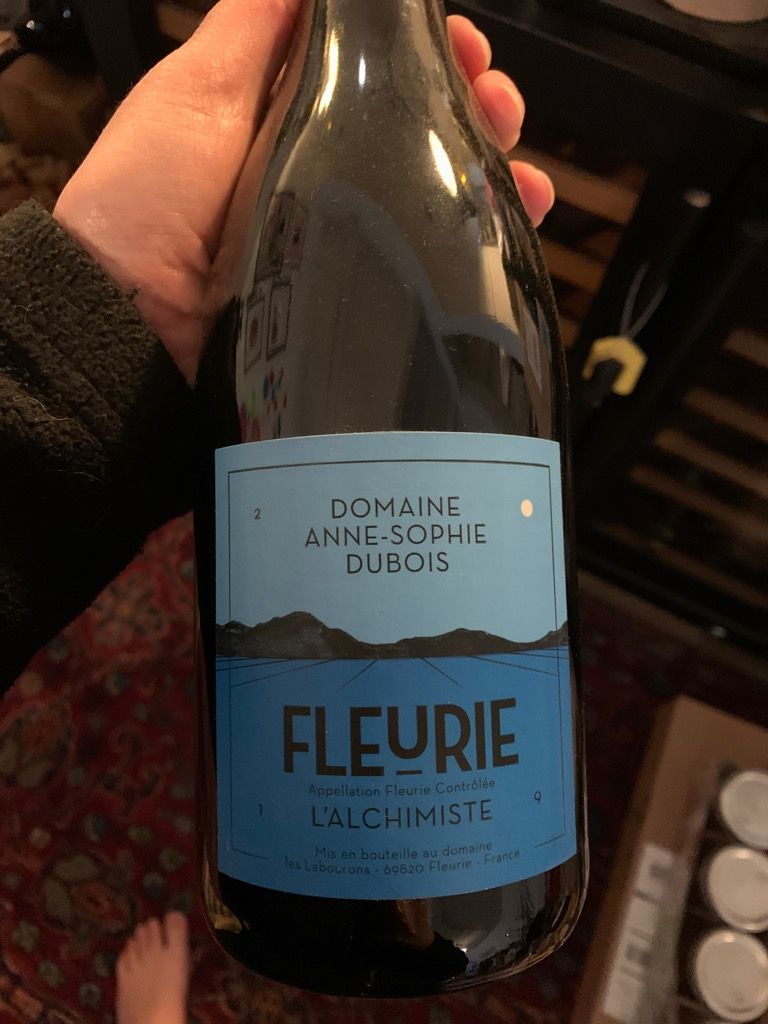 2
DOMAINE
ANNE-SOPHIE
DUBOIS
FLEURIE
Appellation Fleurie Contrôlée
1 L'ALCHIMISTE 9
Mis en bouteille au domaine
les Labourons - 69820 Fleurie - France